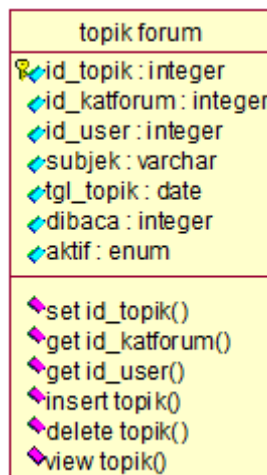 topik forum
id_topik : integer
id_katforum : integer
id_user : integer
subjek : varchar
tgl_topik : date
dibaca : integer
aktif : enum
set id_topik()
get id_katforum()
get id_user()
insert topik()
delete topik()
view topik()